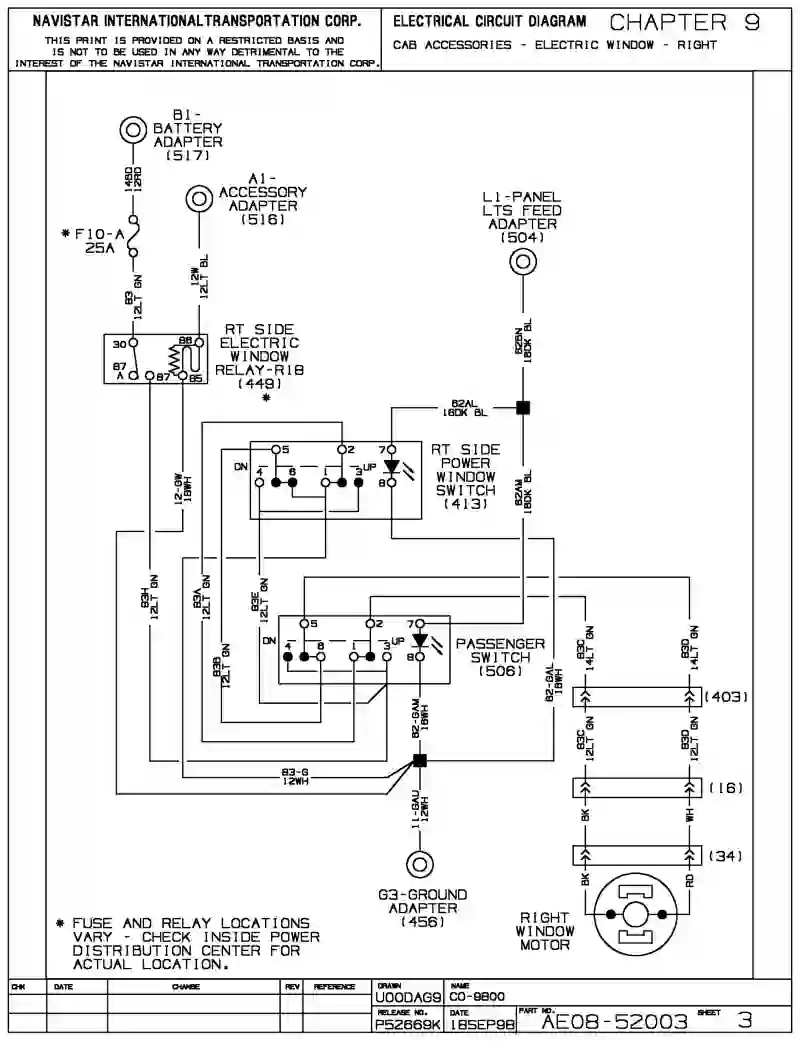 NAVISTAR INTERNATIONAL TRANSPORTATION CORP.
THIS PRINT IS PROVIDED ON A RESTRICTED BASIS AND
IS NOT TO BE USED IN ANY WAY DETRIMENTAL TO THE
INTEREST OF THE NAVISTAR INTERNATIONAL TRANSPORTATION CORP.
ELECTRICAL CIRCUIT DIAGRAM CHAPTER 9
CAB ACCESSORIES - ELECTRIC WINDOW - RIGHT
B1-
BATTERY
ADAPTER
(517)
14BD
12RD
A1-
ACCESSORY
ADAPTER
(516)
L1-PANEL
LTS FEED
ADAPTER
(504)
* F10-A
25A
83
12LT GN
12W
12LT BL
62BN
18DK BL
30
86
87
A
87
85
RT SIDE
ELECTRIC
WINDOW
RELAY-R18
(449)
*
62AL
18DK BL
5
2
7
DN
4
6
1
3
UP
8
RT SIDE
POWER
WINDOW
SWITCH
(413)
12-GW
18WH
62AM
18DK BL
83H
12LT GN
83A
12LT GN
83E
12LT GN
83B
12LT GN
5
2
7
DN
4
6
1
3
UP
8
PASSENGER
SWITCH
(506)
83C
14LT GN
83D
14LT GN
62-GAL
18WH
62-GAM
18WH
(403)
83C
12LT GN
83D
12LT GN
83-G
12WH
(16)
11-GAU
12WH
BK
WH
(34)
BK
RD
G3-GROUND
ADAPTER
(456)
RIGHT
WINDOW
MOTOR
* FUSE AND RELAY LOCATIONS
VARY - CHECK INSIDE POWER
DISTRIBUTION CENTER FOR
ACTUAL LOCATION.
CHK
DATE
CHANGE
REV
REFERENCE
DRAWN
U00DAG9
NAME
CO-9800
RELEASE NO.
P52669K
DATE
18SEP98
PART NO.
AE08-52003
SHEET
3